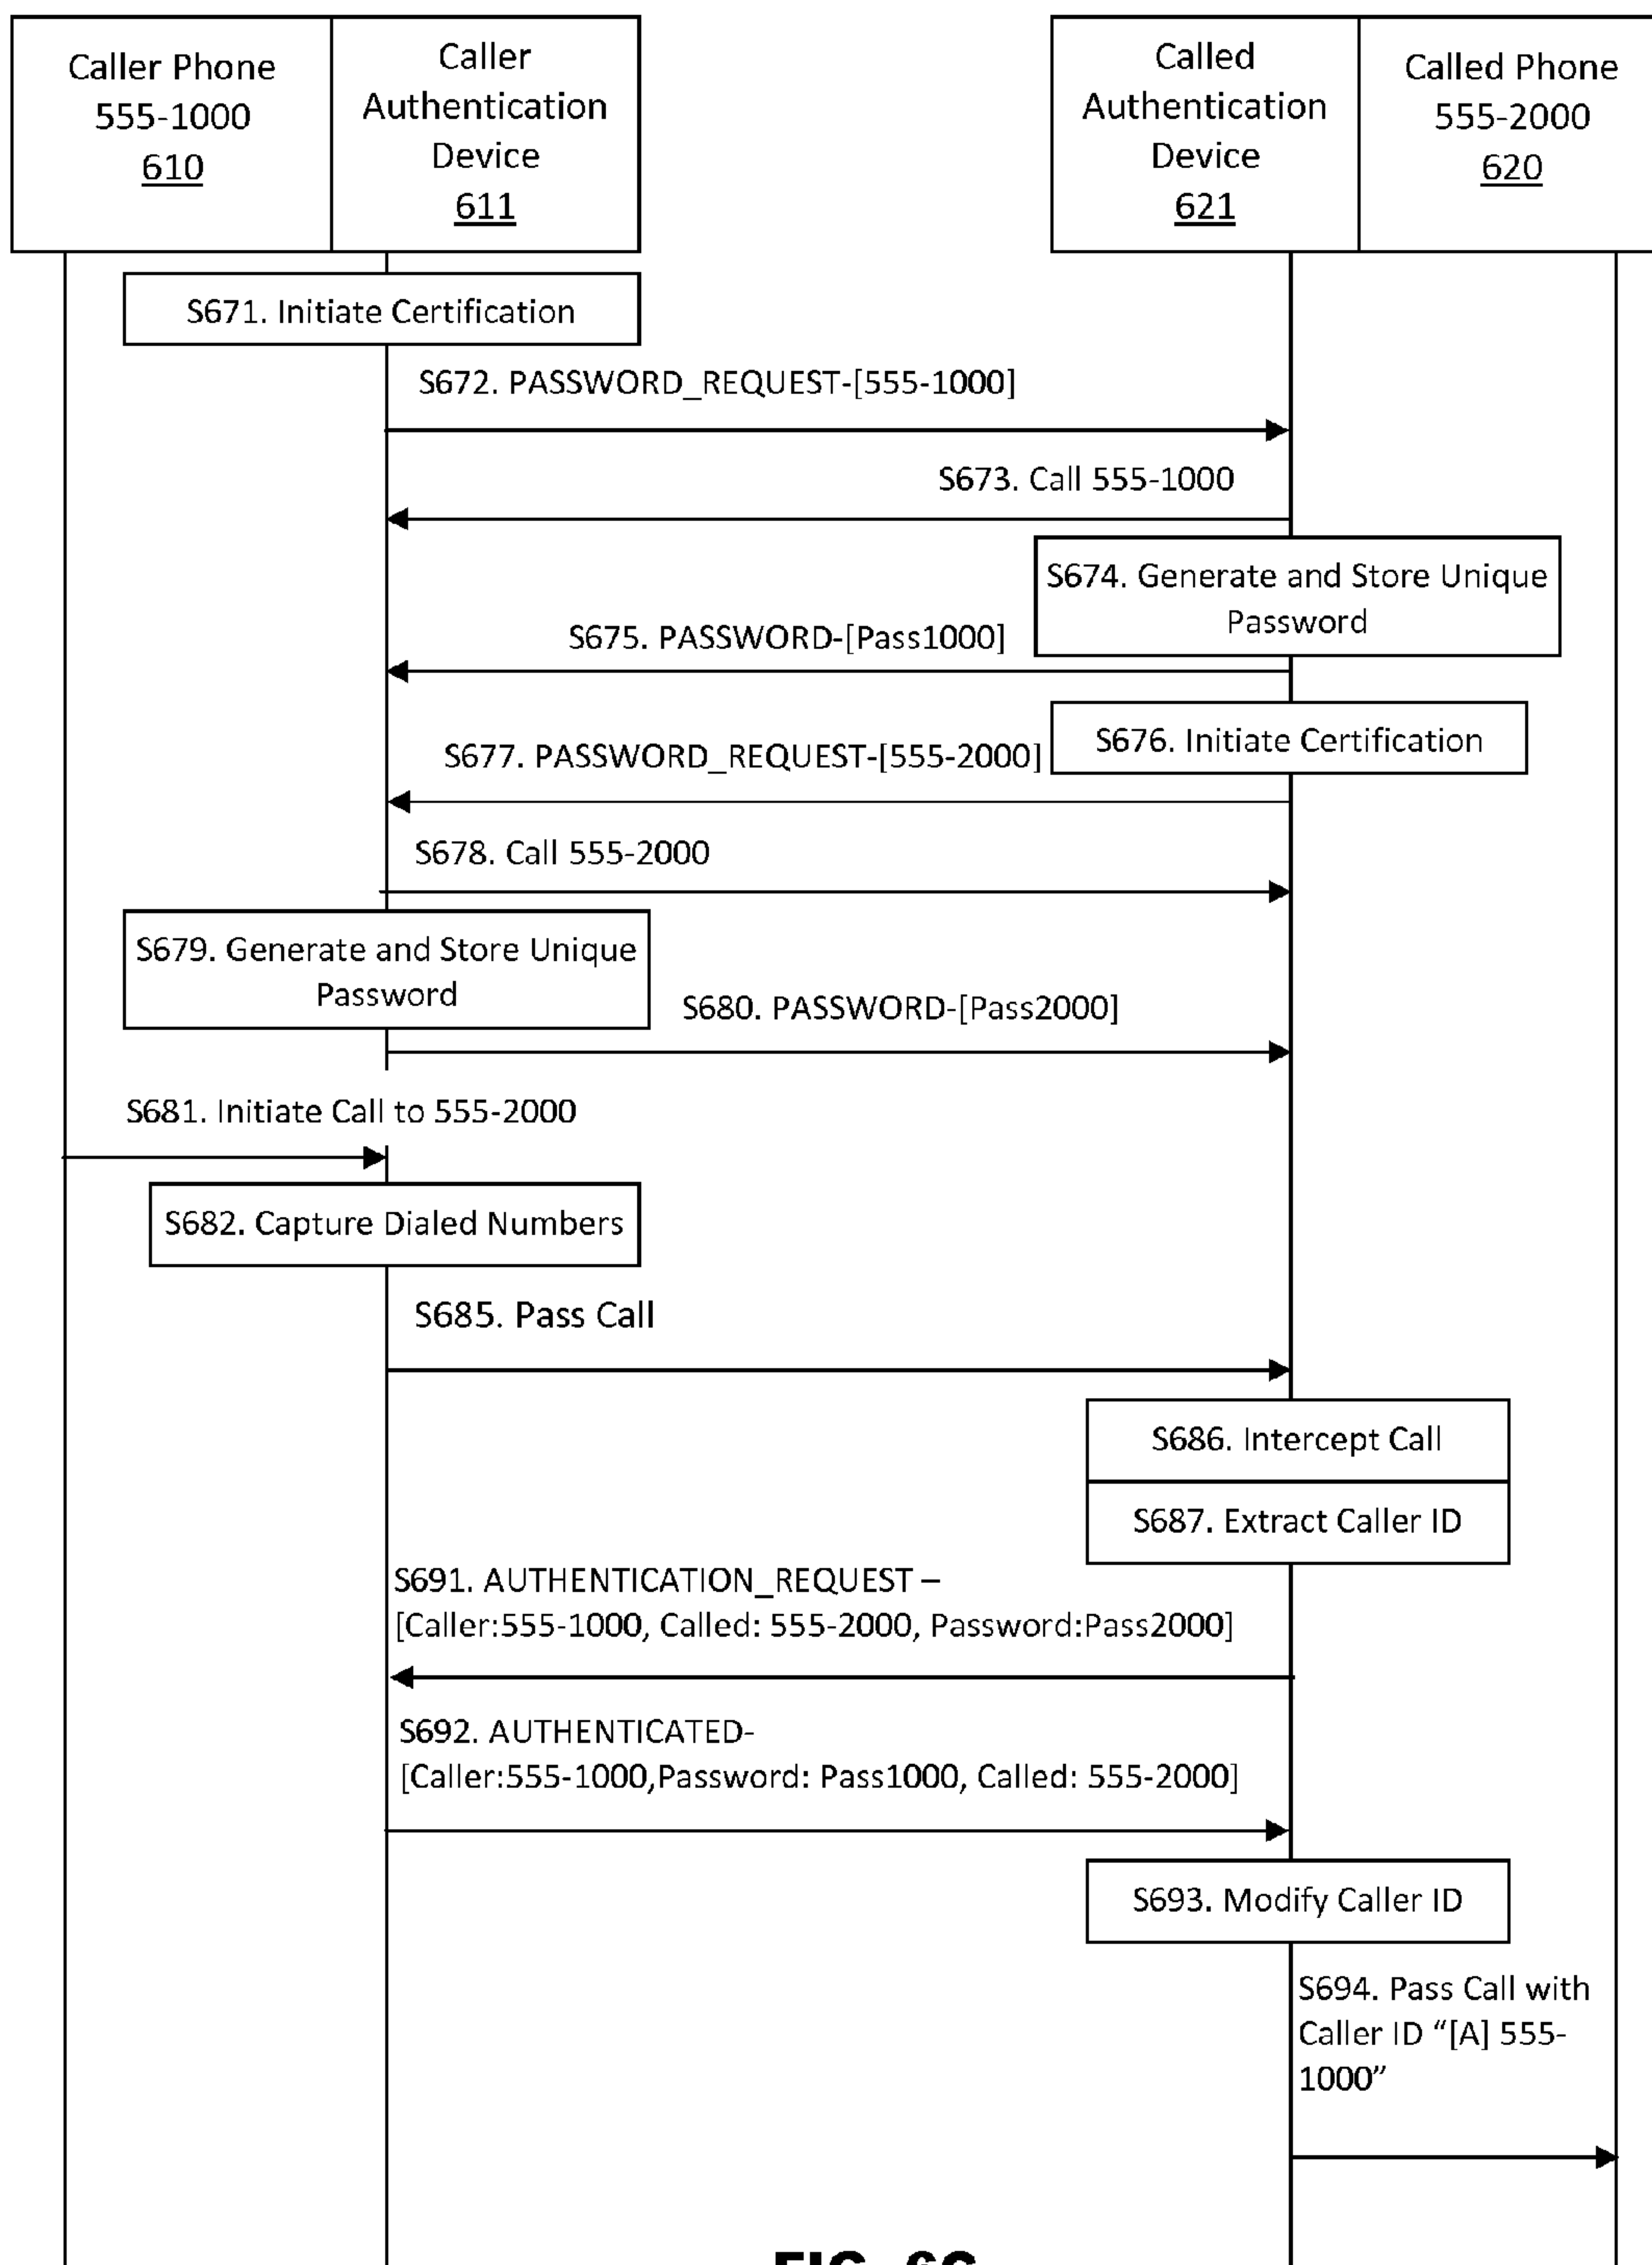 Caller Phone
555-1000
610
Caller
Authentication
Device
611
Called
Authentication
Device
621
Called Phone
555-2000
620
S671. Initiate Certification
S672. PASSWORD_REQUEST-[555-1000]
S673. Call 555-1000
S674. Generate and Store Unique
Password
S675. PASSWORD-[Pass1000]
S676. Initiate Certification
S677. PASSWORD_REQUEST-[555-2000]
S678. Call 555-2000
S679. Generate and Store Unique
Password
S680. PASSWORD-[Pass2000]
S681. Initiate Call to 555-2000
S682. Capture Dialed Numbers
S685. Pass Call
S686. Intercept Call
S687. Extract Caller ID
S691. AUTHENTICATION_REQUEST –
[Caller:555-1000, Called: 555-2000, Password:Pass2000]
S692. AUTHENTICATED-
[Caller:555-1000,Password: Pass1000, Called: 555-2000]
S693. Modify Caller ID
S694. Pass Call with
Caller ID “[A] 555-
1000”